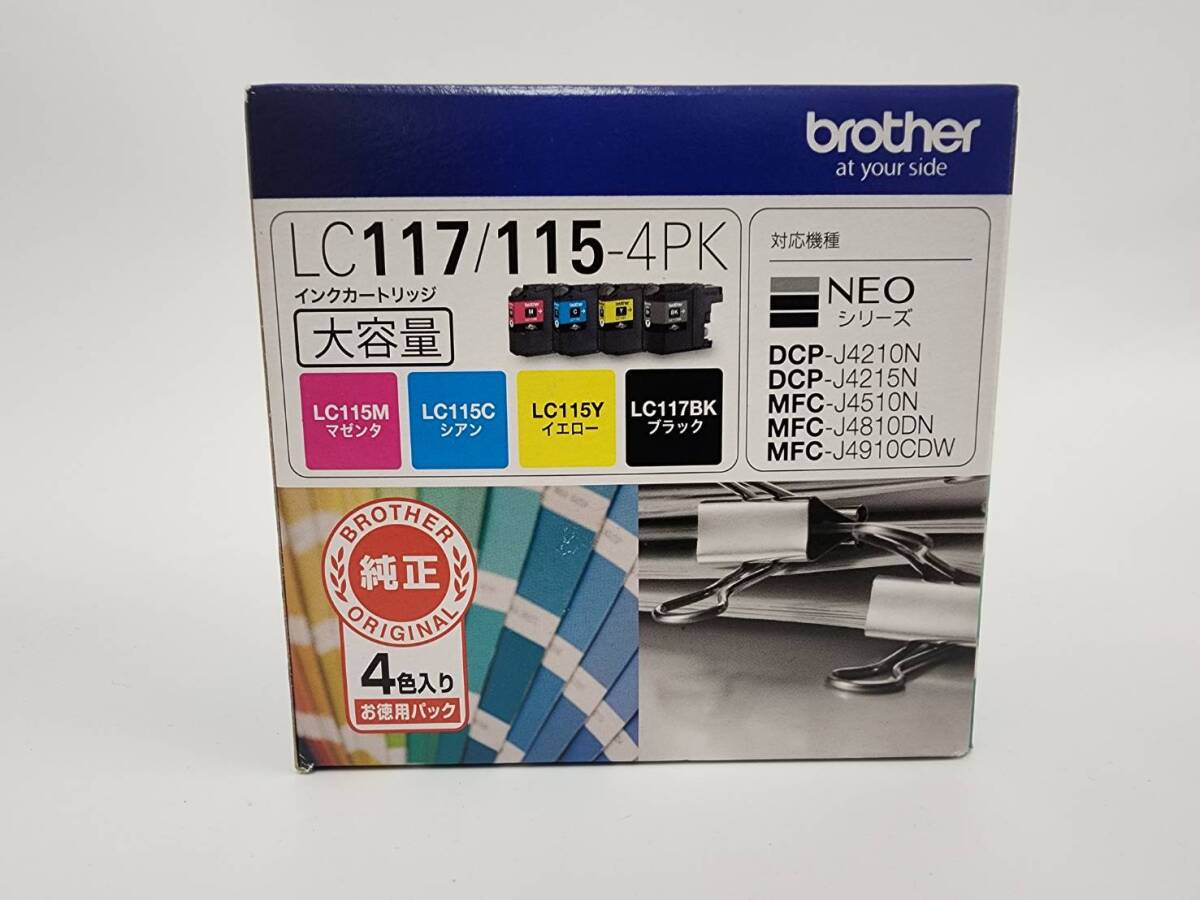 brother
at your side
LC117/115-4PK
インクカートリッジ
大容量
M
C
Y
BK
LC115M
マゼンタ
LC115C
シアン
LC115Y
イエロー
LC117BK
ブラック
対応機種
NEO
シリーズ
DCP-J4210N
DCP-J4215N
MFC-J4510N
MFC-J4810DN
MFC-J4910CDW
BROTHER
純正
ORIGINAL
4色入り
お徳用パック